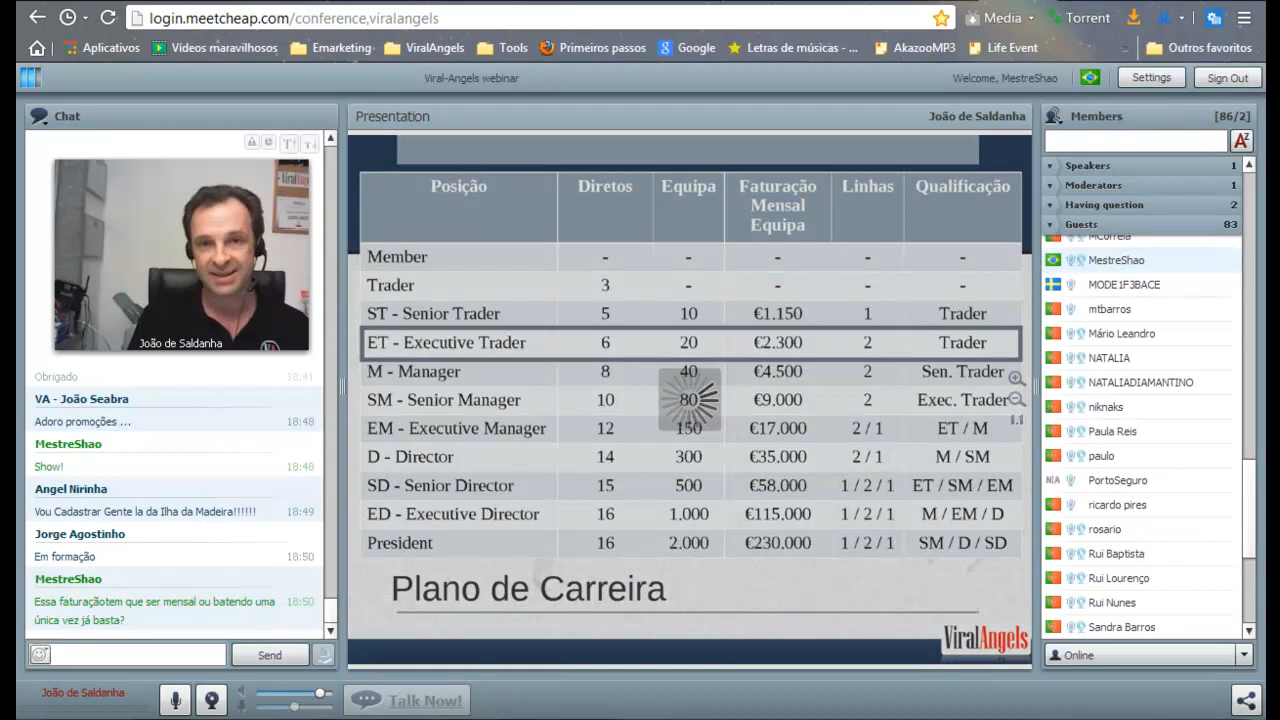 login.meetcheap.com/conference,viralangels
Media
Torrent
Aplicativos
Vídeos maravilhosos
Emarketing
ViralAngels
Tools
Primeiros passos
Google
Letras de músicas - ...
AkazooMP3
Life Event
»
Outros favoritos
Viral-Angels webinar
Welcome, MestreShao
Settings
Sign Out
Chat
ViralAn
João de Saldanha
Obrigado 18:41
VA - João Seabra
Adoro promoções ... 18:48
MestreShao
Show! 18:48
Angel Nirinha
Vou Cadastrar Gente la da Ilha da Madeira!!!!!! 18:49
Jorge Agostinho
Em formação 18:50
MestreShao
Essa faturaçãotem que ser mensal ou batendo uma 18:50
única vez já basta?
Send
Presentation João de Saldanha
Posição Diretos Equipa Faturação Mensal Equipa Linhas Qualificação
Member - - - - -
Trader 3 - - - -
ST - Senior Trader 5 10 €1.150 1 Trader
ET - Executive Trader 6 20 €2.300 2 Trader
M - Manager 8 40 €4.500 2 Sen. Trader
SM - Senior Manager 10 80 €9.000 2 Exec. Trader
EM - Executive Manager 12 150 €17.000 2 / 1 ET / M
D - Director 14 300 €35.000 2 / 1 M / SM
SD - Senior Director 15 500 €58.000 1 / 2 / 1 ET / SM / EM
ED - Executive Director 16 1.000 €115.000 1 / 2 / 1 M / EM / D
President 16 2.000 €230.000 1 / 2 / 1 SM / D / SD
1:1
Plano de Carreira
ViralAngels
Members [86/2]
Speakers 1
Moderators 1
Having question 2
Guests 83
MCorreia
MestreShao
MODE1F3BACE
mtbarros
Mário Leandro
NATALIA
NATALIADIAMANTINO
niknaks
Paula Reis
paulo
N/A PortoSeguro
ricardo pires
rosario
Rui Baptista
Rui Lourenço
Rui Nunes
Sandra Barros
Online
João de Saldanha
Talk Now!